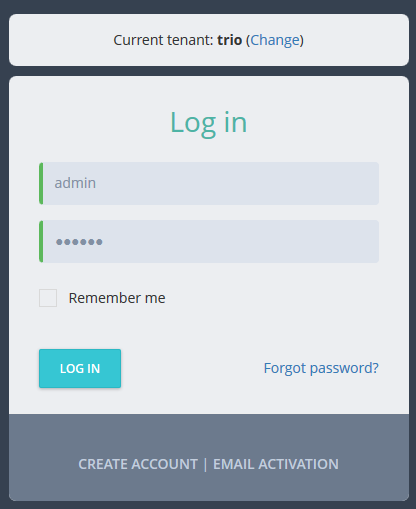 Current tenant: trio (Change)
Log in
admin
●●●●●●
Remember me
LOG IN
Forgot password?
CREATE ACCOUNT | EMAIL ACTIVATION